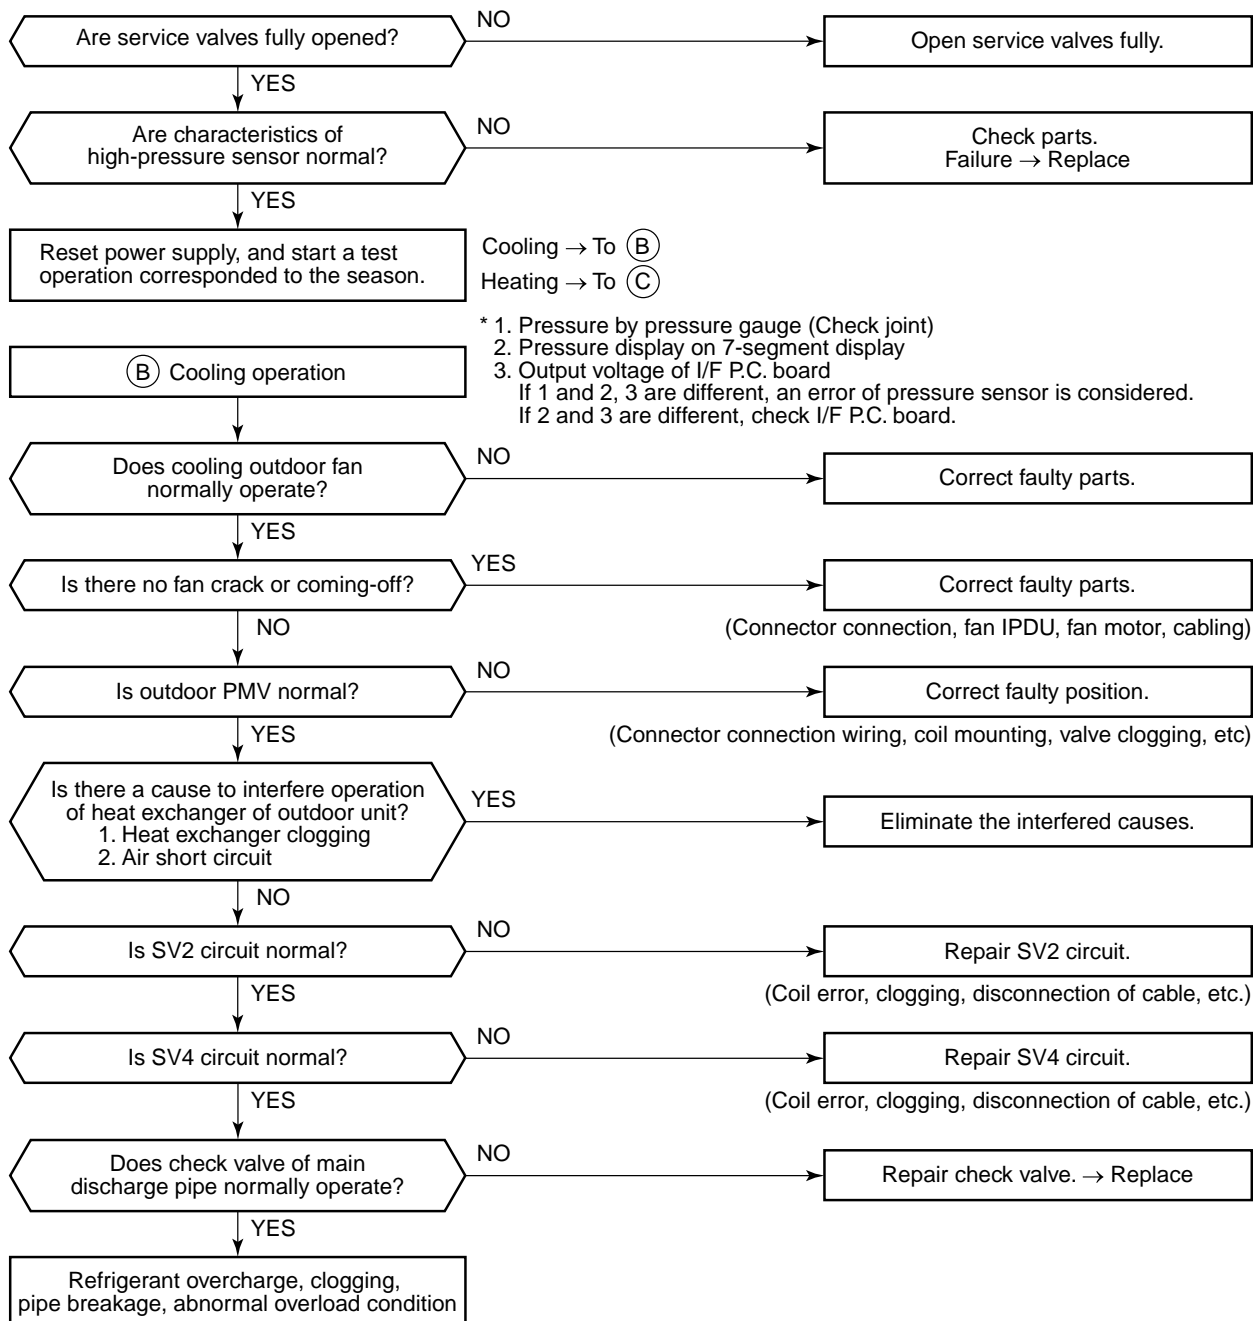 Are service valves fully opened?
NO
Open service valves fully.
YES
Are characteristics of
high-pressure sensor normal?
NO
Check parts.
Failure → Replace
YES
Reset power supply, and start a test
operation corresponded to the season.
Cooling → To B
Heating → To C
* 1. Pressure by pressure gauge (Check joint)
2. Pressure display on 7-segment display
3. Output voltage of I/F P.C. board
If 1 and 2, 3 are different, an error of pressure sensor is considered.
If 2 and 3 are different, check I/F P.C. board.
B Cooling operation
Does cooling outdoor fan
normally operate?
NO
Correct faulty parts.
YES
Is there no fan crack or coming-off?
YES
Correct faulty parts.
(Connector connection, fan IPDU, fan motor, cabling)
NO
Is outdoor PMV normal?
NO
Correct faulty position.
(Connector connection wiring, coil mounting, valve clogging, etc)
YES
Is there a cause to interfere operation
of heat exchanger of outdoor unit?
1. Heat exchanger clogging
2. Air short circuit
YES
Eliminate the interfered causes.
NO
Is SV2 circuit normal?
NO
Repair SV2 circuit.
(Coil error, clogging, disconnection of cable, etc.)
YES
Is SV4 circuit normal?
NO
Repair SV4 circuit.
(Coil error, clogging, disconnection of cable, etc.)
YES
Does check valve of main
discharge pipe normally operate?
NO
Repair check valve. → Replace
YES
Refrigerant overcharge, clogging,
pipe breakage, abnormal overload condition